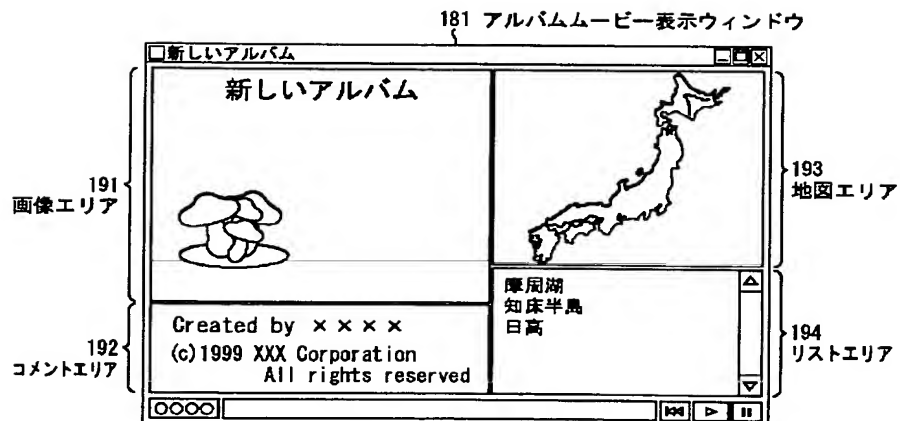 181 アルバムムービー表示ウィンドウ
新しいアルバム
新しいアルバム
191
画像エリア
193
地図エリア
摩周湖
知床半島
日高
Created by ××××
(c)1999 XXX Corporation
All rights reserved
192
コメントエリア
194
リストエリア